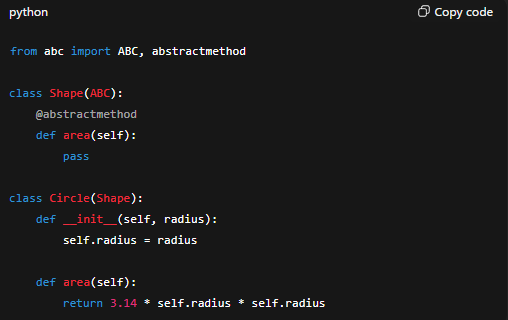 python
Copy code
from abc import ABC, abstractmethod
class Shape(ABC):
    @abstractmethod
    def area(self):
        pass
class Circle(Shape):
    def __init__(self, radius):
        self.radius = radius
    def area(self):
        return 3.14 * self.radius * self.radius